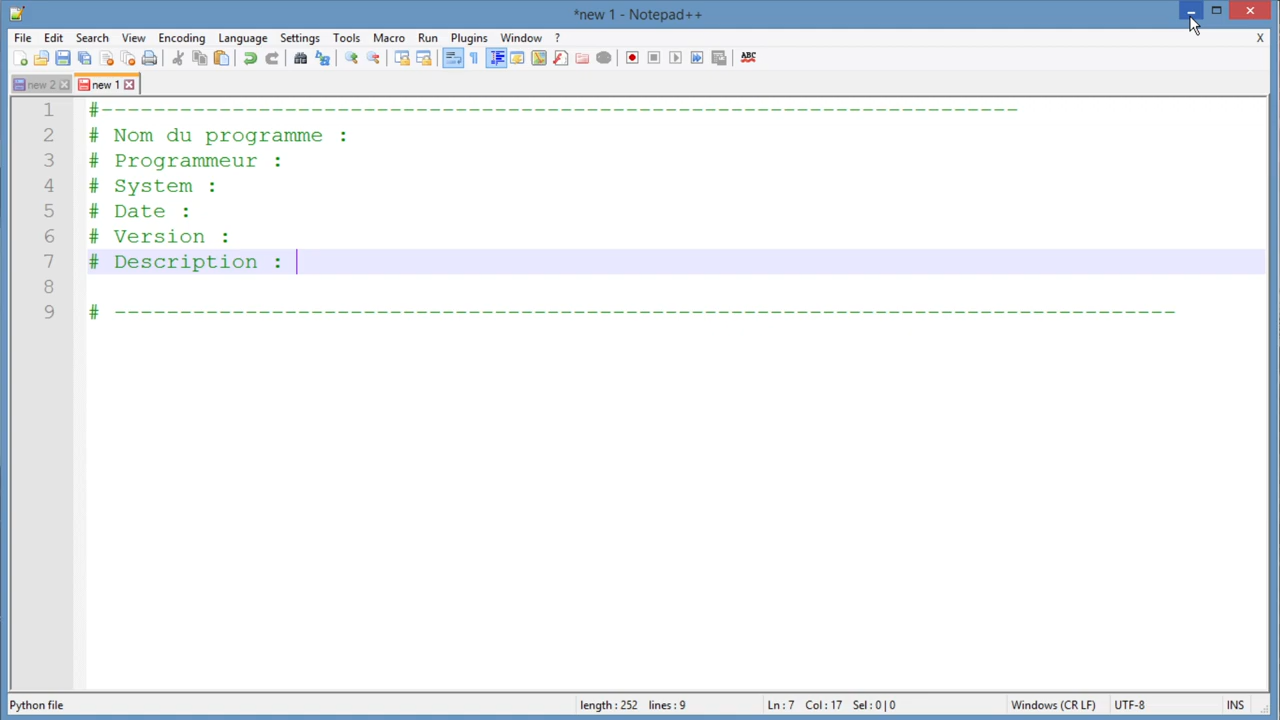 *new 1 - Notepad++
File Edit Search View Encoding Language Settings Tools Macro Run Plugins Window ? X
ABC
new 2 new 1
1 #-----------------------------------------------------------------------
2 # Nom du programme :
3 # Programmeur :
4 # System :
5 # Date :
6 # Version :
7 # Description :
8
9 # ----------------------------------------------------------------------------------
Python file length : 252 lines : 9 Ln : 7 Col : 17 Sel : 0 | 0 Windows (CR LF) UTF-8 INS